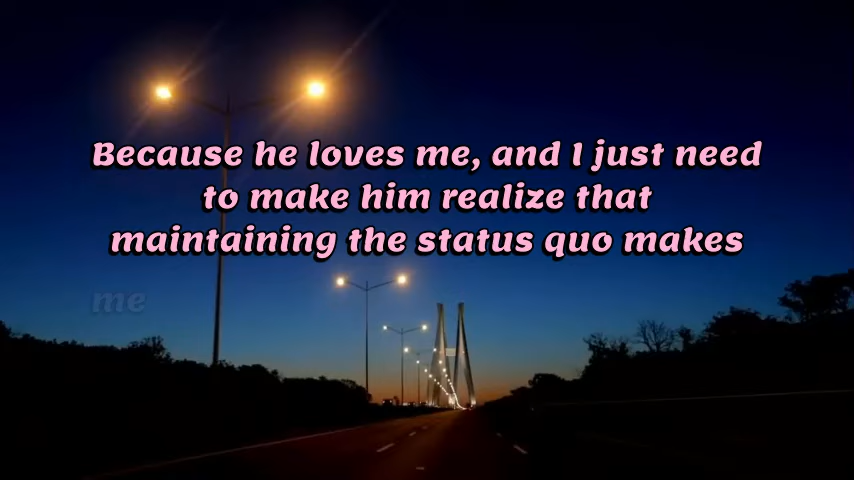 Because he loves me, and I just need
to make him realize that
maintaining the status quo makes
me